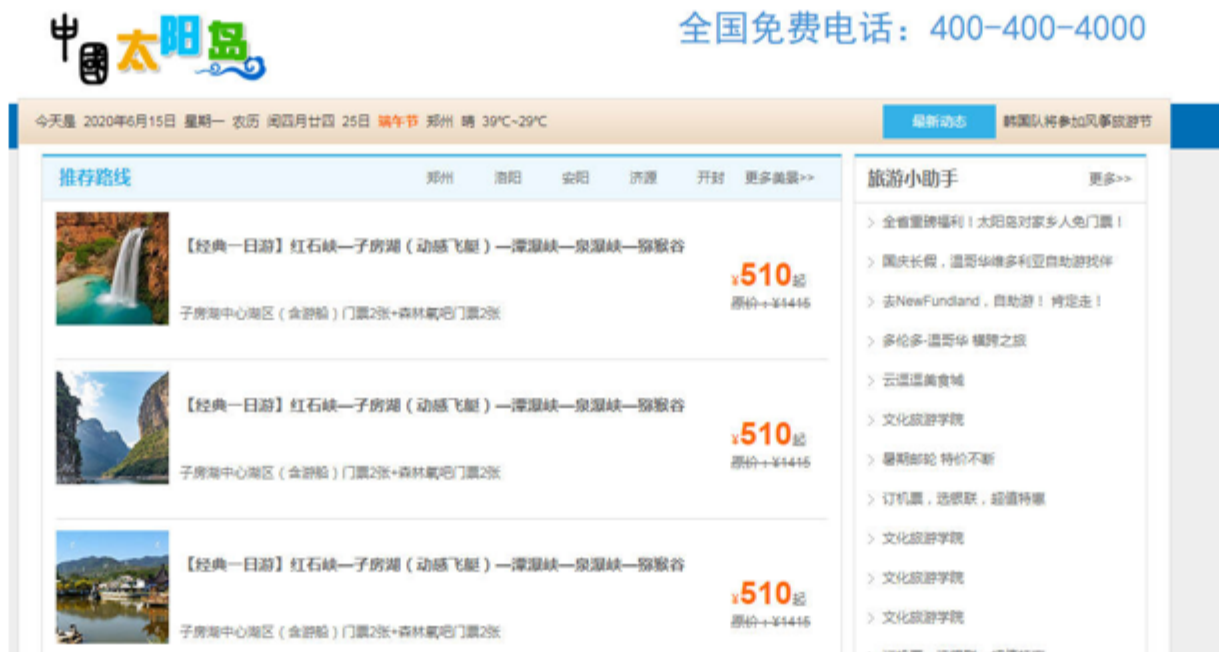 中國太阳岛
全国免费电话：400-400-4000
今天是 2020年6月15日 星期一 农历 闰四月廿四 25日 端午节 郑州 晴 39℃~29℃
最新动态 韩国队将参加风筝旅游节
推荐路线 郑州 洛阳 安阳 济源 开封 更多美景>>
【经典一日游】红石峡—子房湖（动感飞艇）—潭瀑峡—泉瀑峡—猕猴谷
¥510起
原价：¥1415
子房湖中心湖区（含游船）门票2张+森林氧吧门票2张
【经典一日游】红石峡—子房湖（动感飞艇）—潭瀑峡—泉瀑峡—猕猴谷
¥510起
原价：¥1415
子房湖中心湖区（含游船）门票2张+森林氧吧门票2张
【经典一日游】红石峡—子房湖（动感飞艇）—潭瀑峡—泉瀑峡—猕猴谷
¥510起
原价：¥1415
子房湖中心湖区（含游船）门票2张+森林氧吧门票2张
旅游小助手 更多>>
> 全省重磅福利！太阳岛对家乡人免门票！
> 国庆长假，温哥华维多利亚自助游找伴
> 去NewFundland，自助游！ 肯定走！
> 多伦多-温哥华 横跨之旅
> 云逗逗美食城
> 文化旅游学院
> 暑期邮轮 特价不断
> 订机票，选银联，超值特惠
> 文化旅游学院
> 文化旅游学院
> 文化旅游学院